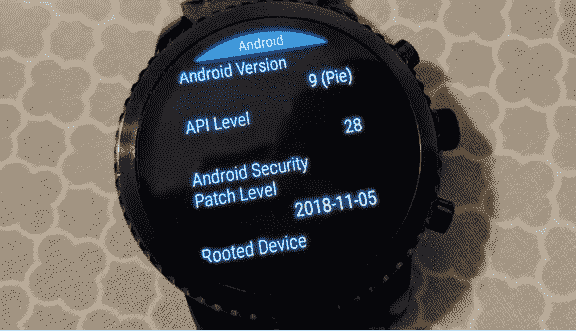 Android
Android Version
9 (Pie)
API Level
28
Android Security
Patch Level
2018-11-05
Rooted Device